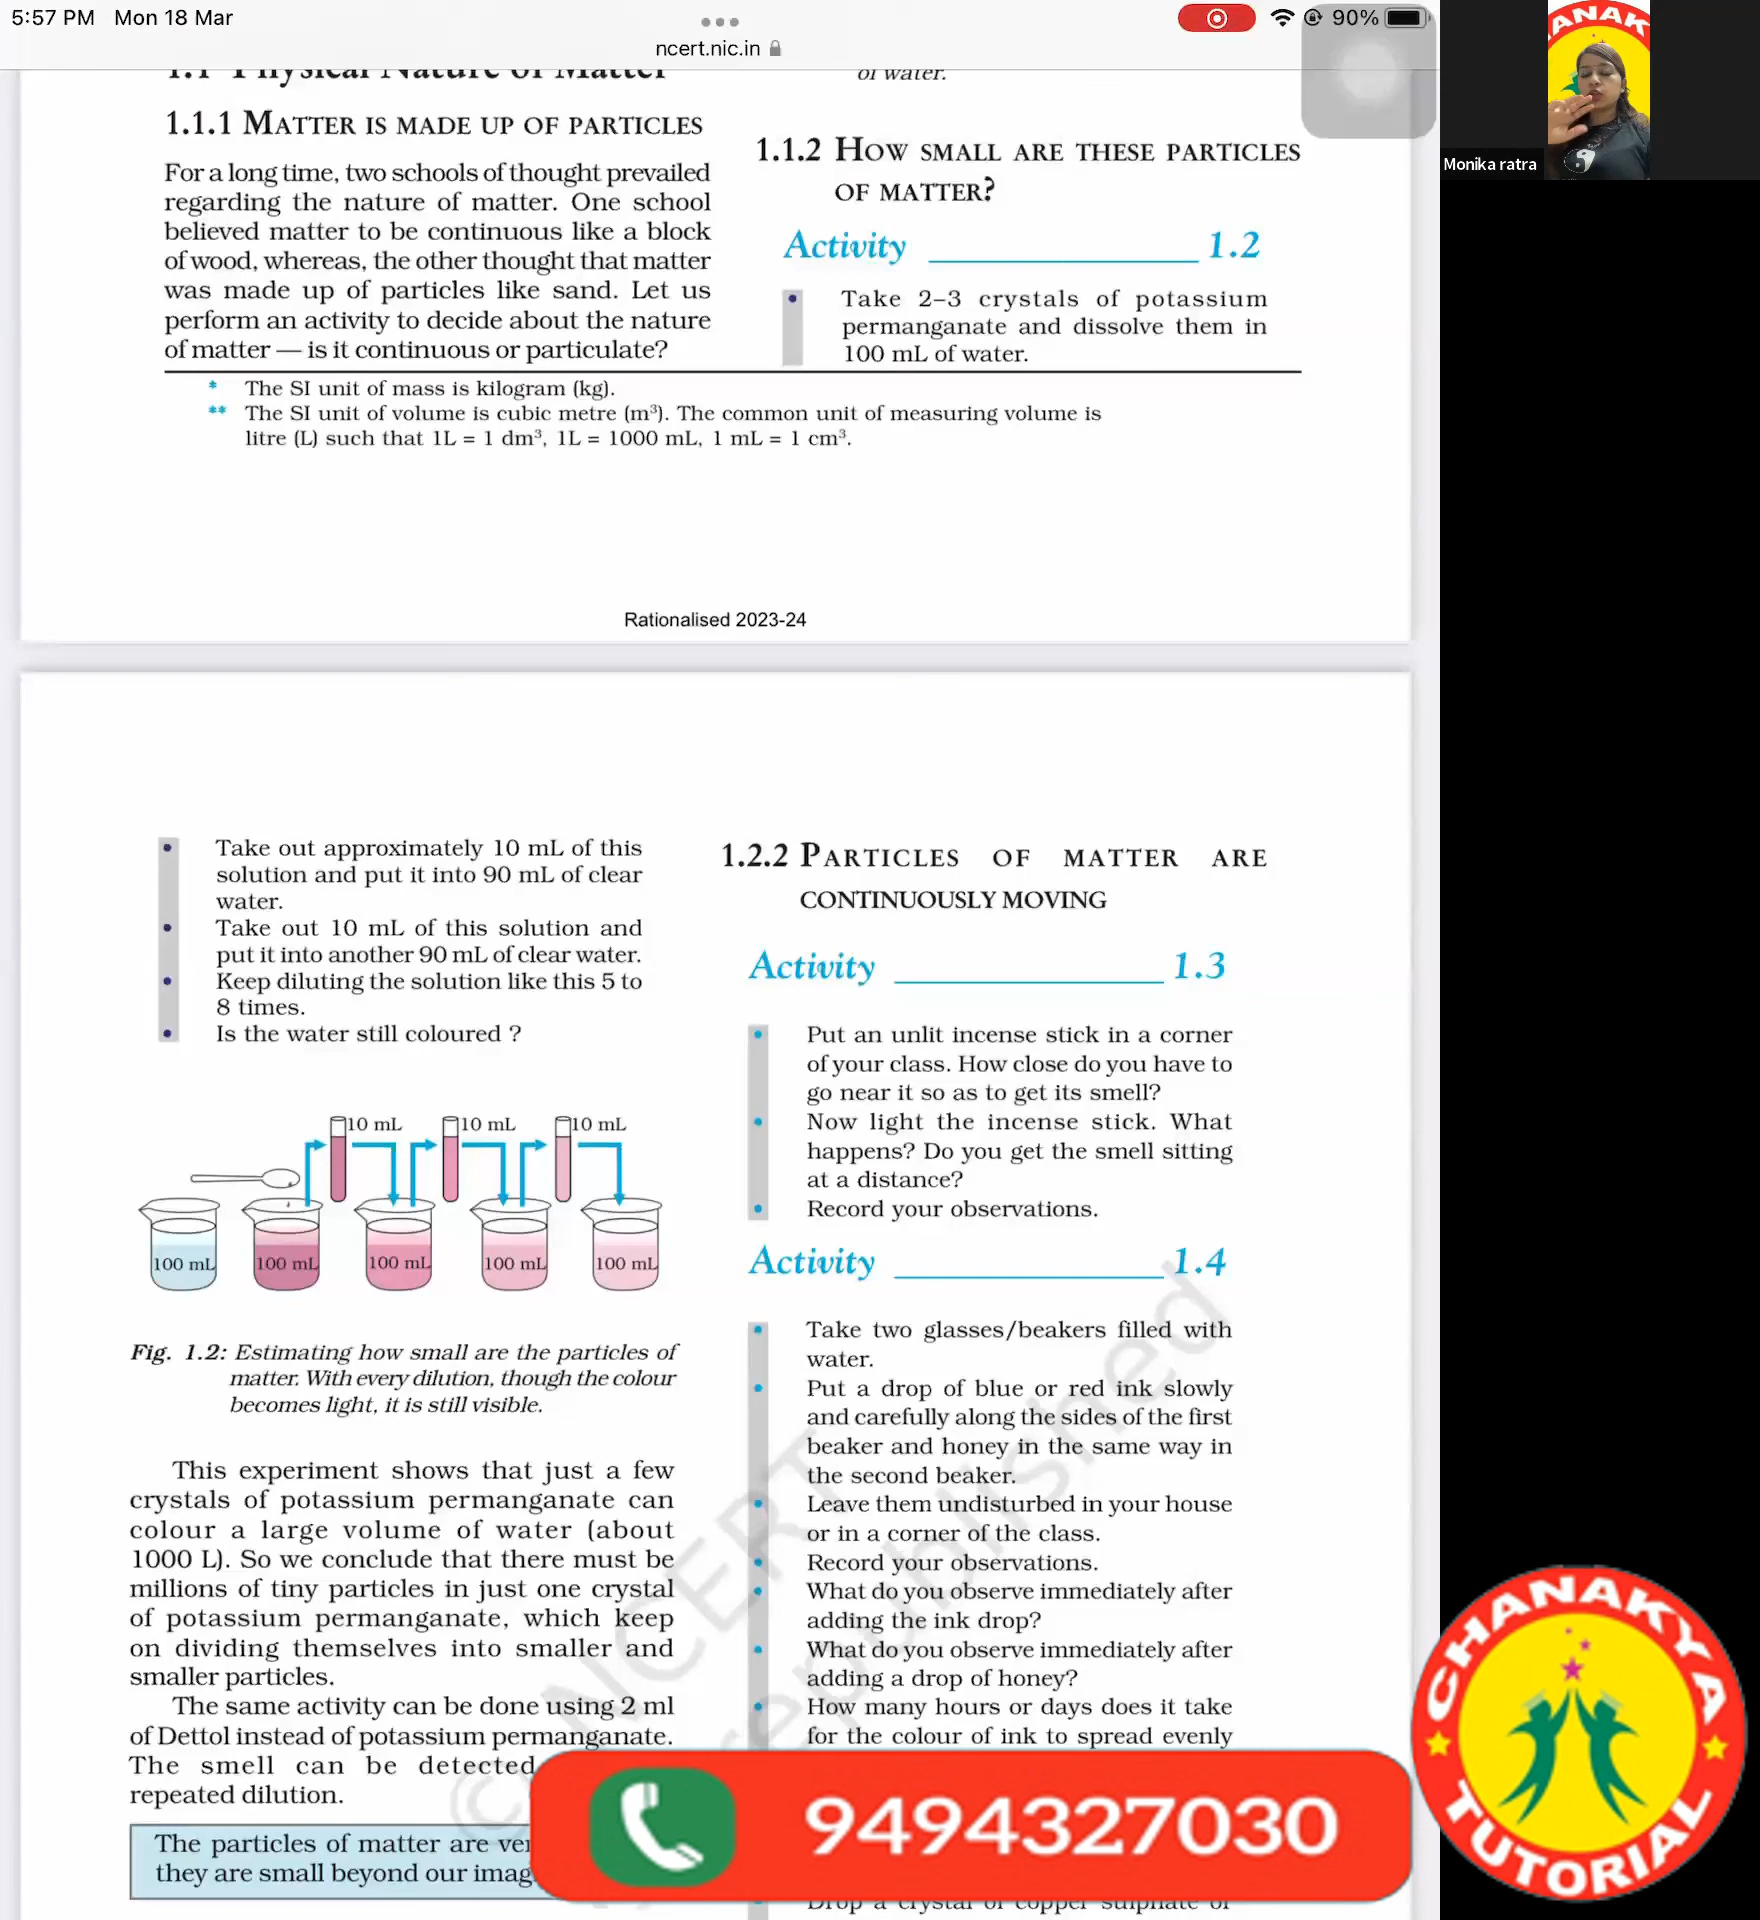 5:57 PM Mon 18 Mar
90%
ncert.nic.in
1.1 Physical Nature of Matter
1.1.1 MATTER IS MADE UP OF PARTICLES
For a long time, two schools of thought prevailed
regarding the nature of matter. One school
believed matter to be continuous like a block
of wood, whereas, the other thought that matter
was made up of particles like sand. Let us
perform an activity to decide about the nature
of matter — is it continuous or particulate?
of water.
1.1.2 HOW SMALL ARE THESE PARTICLES
OF MATTER?
Activity 1.2
• Take 2–3 crystals of potassium
permanganate and dissolve them in
100 mL of water.
* The SI unit of mass is kilogram (kg).
** The SI unit of volume is cubic metre (m³). The common unit of measuring volume is
litre (L) such that 1L = 1 dm³, 1L = 1000 mL, 1 mL = 1 cm³.
Rationalised 2023-24
• Take out approximately 10 mL of this
solution and put it into 90 mL of clear
water.
• Take out 10 mL of this solution and
put it into another 90 mL of clear water.
• Keep diluting the solution like this 5 to
8 times.
• Is the water still coloured ?
10 mL 10 mL 10 mL
100 mL 100 mL 100 mL 100 mL 100 mL
Fig. 1.2: Estimating how small are the particles of
matter. With every dilution, though the colour
becomes light, it is still visible.
This experiment shows that just a few
crystals of potassium permanganate can
colour a large volume of water (about
1000 L). So we conclude that there must be
millions of tiny particles in just one crystal
of potassium permanganate, which keep
on dividing themselves into smaller and
smaller particles.
The same activity can be done using 2 ml
of Dettol instead of potassium permanganate.
The smell can be detected
repeated dilution.
The particles of matter are
they are small beyond our
1.2.2 PARTICLES OF MATTER ARE
CONTINUOUSLY MOVING
Activity 1.3
• Put an unlit incense stick in a corner
of your class. How close do you have to
go near it so as to get its smell?
• Now light the incense stick. What
happens? Do you get the smell sitting
at a distance?
• Record your observations.
Activity 1.4
• Take two glasses/beakers filled with
water.
• Put a drop of blue or red ink slowly
and carefully along the sides of the first
beaker and honey in the same way in
the second beaker.
• Leave them undisturbed in your house
or in a corner of the class.
• Record your observations.
• What do you observe immediately after
adding the ink drop?
• What do you observe immediately after
adding a drop of honey?
• How many hours or days does it take
for the colour of ink to spread evenly
Drop a crystal of copper sulphate or
© NCERT
9494327030
Monika ratra
CHANAKYA
TUTORIAL